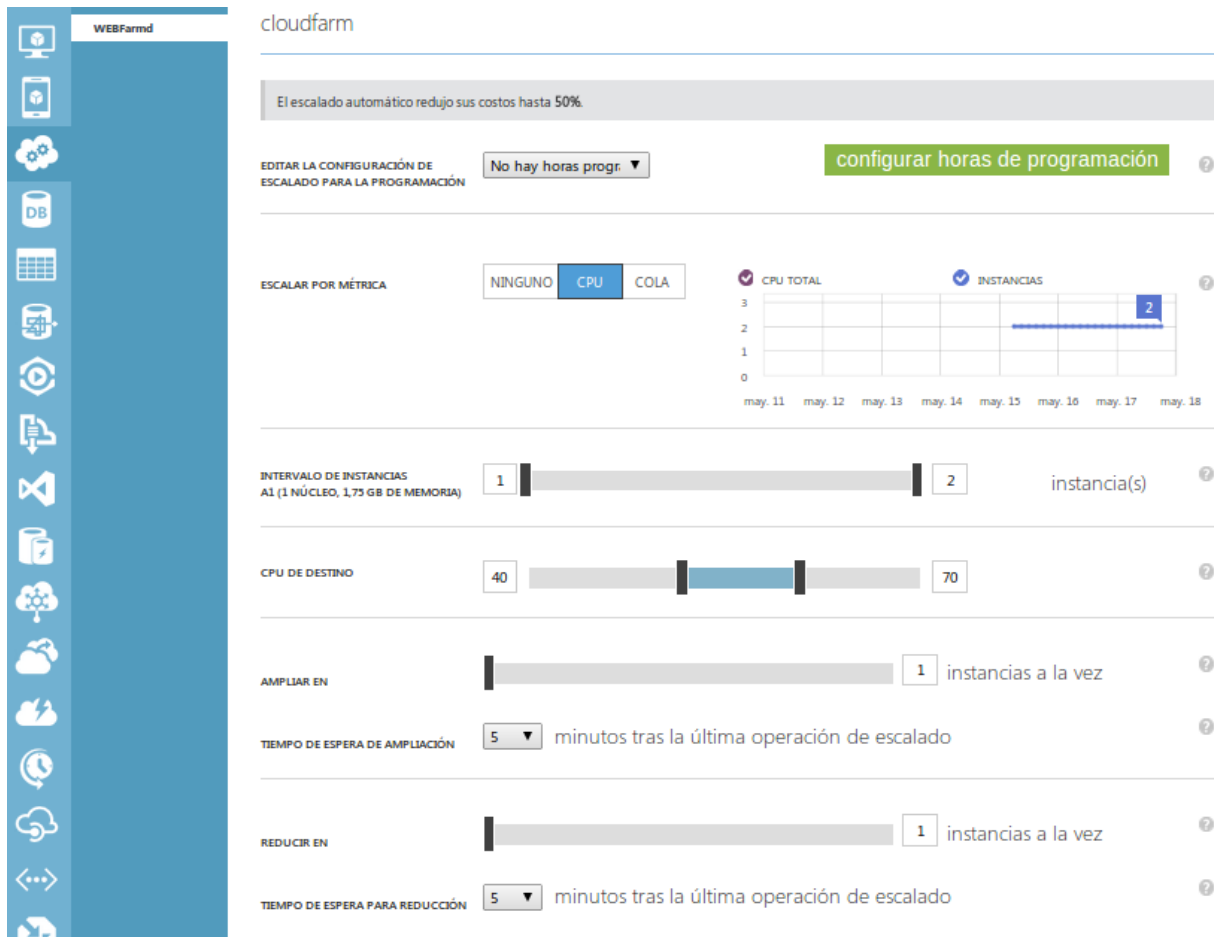 WEBFarmd
cloudfarm
El escalado automático redujo sus costos hasta 50%.
EDITAR LA CONFIGURACIÓN DE
ESCALADO PARA LA PROGRAMACIÓN
No hay horas progr
configurar horas de programación
?
DB
ESCALAR POR MÉTRICA
NINGUNO CPU COLA
CPU TOTAL
INSTANCIAS
?
3
2
2
1
0
may. 11 may. 12 may. 13 may. 14 may. 15 may. 16 may. 17 may. 18
INTERVALO DE INSTANCIAS
A1 (1 NÚCLEO, 1,75 GB DE MEMORIA)
1
2
instancia(s)
?
CPU DE DESTINO
40
70
?
AMPLIAR EN
1 instancias a la vez
?
TIEMPO DE ESPERA DE AMPLIACIÓN
5 minutos tras la última operación de escalado
?
REDUCIR EN
1 instancias a la vez
?
TIEMPO DE ESPERA PARA REDUCCIÓN
5 minutos tras la última operación de escalado
?